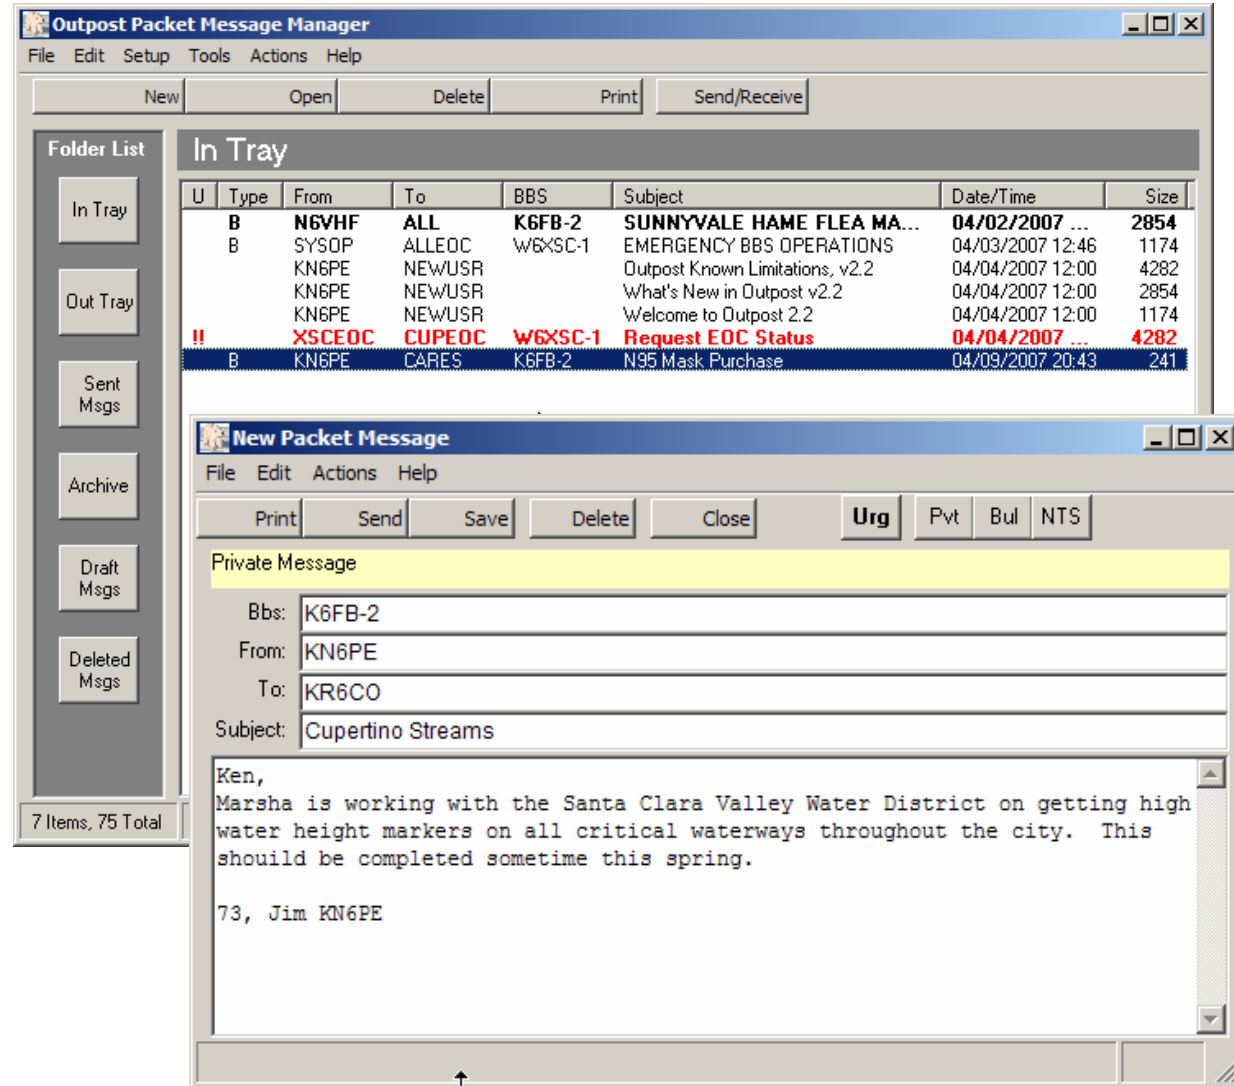 Outpost Packet Message Manager
File Edit Setup Tools Actions Help
New Open Delete Print Send/Receive
Folder List
In Tray
Out Tray
Sent
Msgs
Archive
Draft
Msgs
Deleted
Msgs
In Tray
U Type From To BBS Subject Date/Time Size
B N6VHF ALL K6FB-2 SUNNYVALE HAME FLEA MA... 04/02/2007 ... 2854
B SYSOP ALLEOC W6XSC-1 EMERGENCY BBS OPERATIONS 04/03/2007 12:46 1174
KN6PE NEWUSR Outpost Known Limitations, v2.2 04/04/2007 12:00 4282
KN6PE NEWUSR What's New in Outpost v2.2 04/04/2007 12:00 2854
KN6PE NEWUSR Welcome to Outpost 2.2 04/04/2007 12:00 1174
!! XSCEOC CUPEOC W6XSC-1 Request EOC Status 04/04/2007 ... 4282
B KN6PE CARES K6FB-2 N95 Mask Purchase 04/09/2007 20:43 241
7 Items, 75 Total
New Packet Message
File Edit Actions Help
Print Send Save Delete Close Urg Pvt Bul NTS
Private Message
Bbs: K6FB-2
From: KN6PE
To: KR6CO
Subject: Cupertino Streams
Ken,
Marsha is working with the Santa Clara Valley Water District on getting high
water height markers on all critical waterways throughout the city.  This
shouild be completed sometime this spring.
73, Jim KN6PE